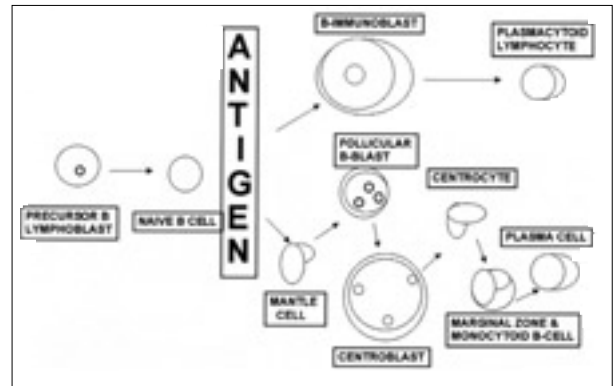 B-IMMUNOBLAST
PLASMACYTOID
LYMPHOCYTE
ANTIGEN
FOLLICULAR
B-BLAST
CENTROCYTE
PRECURSOR B
LYMPHOBLAST
NAIVE B CELL
PLASMA CELL
MANTLE
CELL
MARGINAL ZONE &
MONOCYTOID B-CELL
CENTROBLAST